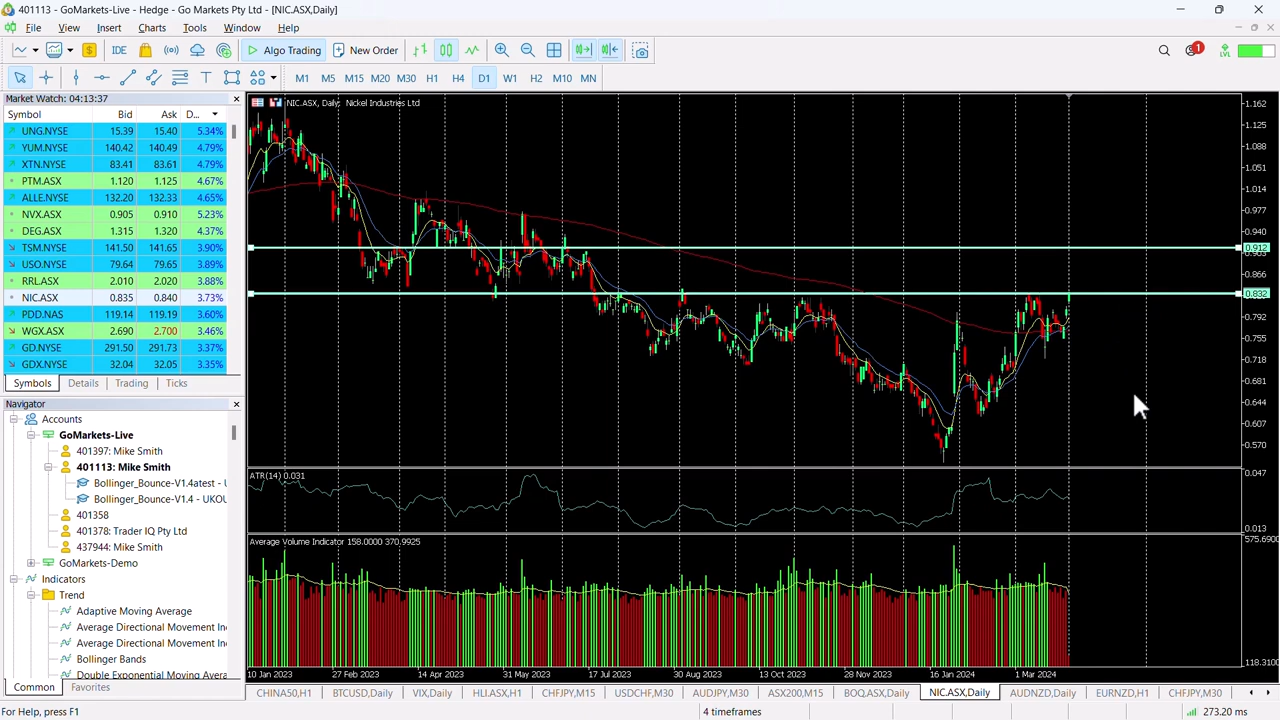 401113 - GoMarkets-Live - Hedge - Go Markets Pty Ltd - [NIC.ASX,Daily]
File View Insert Charts Tools Window Help
IDE Algo Trading New Order 1 LVL
T M1 M5 M15 M20 M30 H1 H4 D1 W1 H2 M10 MN
Market Watch: 04:13:37
Symbol Bid Ask D...
UNG.NYSE 15.39 15.40 5.34%
YUM.NYSE 140.42 140.49 4.79%
XTN.NYSE 83.41 83.61 4.79%
PTM.ASX 1.120 1.125 4.67%
ALLE.NYSE 132.20 132.33 4.65%
NVX.ASX 0.905 0.910 5.23%
DEG.ASX 1.315 1.320 4.37%
TSM.NYSE 141.50 141.65 3.90%
USO.NYSE 79.64 79.65 3.89%
RRL.ASX 2.010 2.020 3.88%
NIC.ASX 0.835 0.840 3.73%
PDD.NAS 119.14 119.19 3.60%
WGX.ASX 2.690 2.700 3.46%
GD.NYSE 291.50 291.73 3.37%
GDX.NYSE 32.04 32.05 3.35%
Symbols Details Trading Ticks
Navigator
Accounts
GoMarkets-Live
401397: Mike Smith
401113: Mike Smith
Bollinger_Bounce-V1.4atest - U
Bollinger_Bounce-V1.4 - UKOU
401358
401378: Trader IQ Pty Ltd
437944: Mike Smith
GoMarkets-Demo
Indicators
Trend
Adaptive Moving Average
Average Directional Movement In
Average Directional Movement In
Bollinger Bands
Double Exponential Moving Avera
Common Favorites
NIC.ASX, Daily: Nickel Industries Ltd
1.162
1.125
1.088
1.051
1.014
0.977
0.940
0.912
0.903
0.866
0.832
0.792
0.755
0.718
0.681
0.644
0.607
0.570
ATR(14) 0.031
0.047
0.013
Average Volume Indicator 158.0000 370.9925
575.6900
118.3100
10 Jan 2023 27 Feb 2023 14 Apr 2023 31 May 2023 17 Jul 2023 30 Aug 2023 13 Oct 2023 28 Nov 2023 16 Jan 2024 1 Mar 2024
CHINA50,H1 BTCUSD,Daily VIX,Daily HLI.ASX,H1 CHFJPY,M15 USDCHF,M30 AUDJPY,M30 ASX200,M15 BOQ.ASX,Daily NIC.ASX,Daily AUDNZD,Daily EURNZD,H1 CHFJPY,M30
For Help, press F1 4 timeframes 273.20 ms